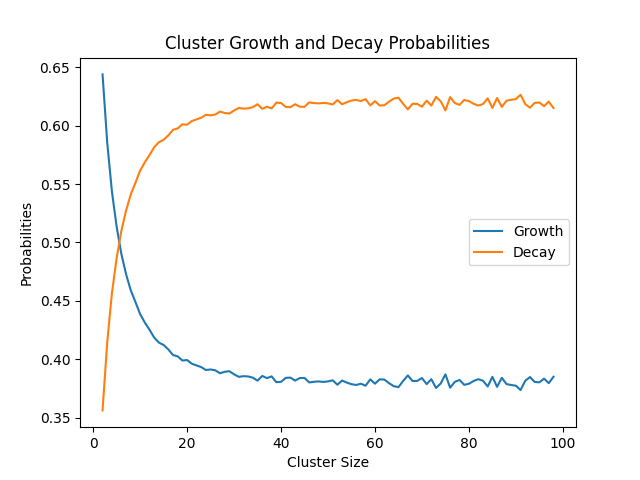 Cluster Growth and Decay Probabilities
0.65
0.60
0.55
0.50
0.45
0.40
0.35
Probabilities
Growth
Decay
0 20 40 60 80 100
Cluster Size